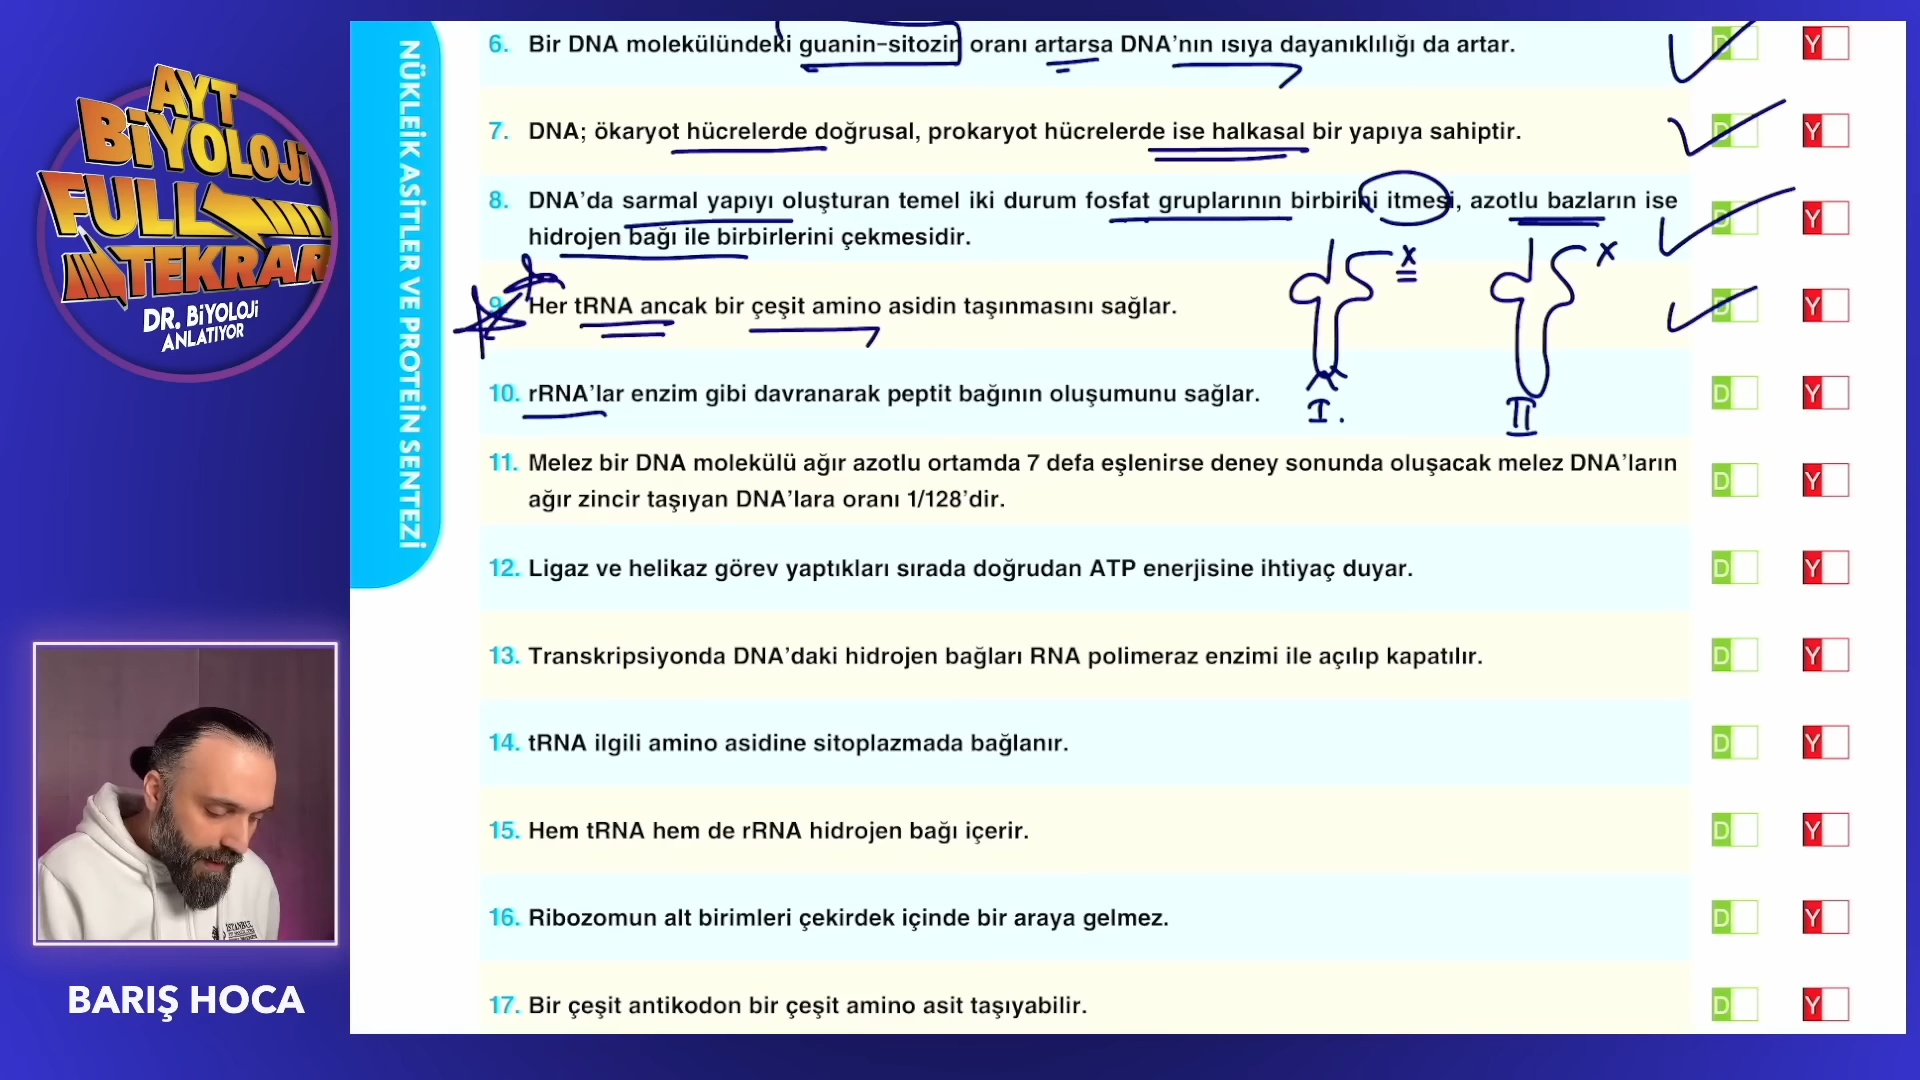 AYT
BİYOLOJİ
FULL
TEKRAR
DR. BİYOLOJİ
ANLATIYOR
NÜKLEİK ASİTLER VE PROTEİN SENTEZİ
6. Bir DNA molekülündeki guanin-sitozin oranı artarsa DNA’nın ısıya dayanıklılığı da artar. D Y
7. DNA; ökaryot hücrelerde doğrusal, prokaryot hücrelerde ise halkasal bir yapıya sahiptir. D Y
8. DNA’da sarmal yapıyı oluşturan temel iki durum fosfat gruplarının birbirini itmesi, azotlu bazların ise
hidrojen bağı ile birbirlerini çekmesidir. D Y
x x
9. Her tRNA ancak bir çeşit amino asidin taşınmasını sağlar. D Y
10. rRNA’lar enzim gibi davranarak peptit bağının oluşumunu sağlar. D Y
I. II
11. Melez bir DNA molekülü ağır azotlu ortamda 7 defa eşlenirse deney sonunda oluşacak melez DNA’ların
ağır zincir taşıyan DNA’lara oranı 1/128’dir. D Y
12. Ligaz ve helikaz görev yaptıkları sırada doğrudan ATP enerjisine ihtiyaç duyar. D Y
13. Transkripsiyonda DNA’daki hidrojen bağları RNA polimeraz enzimi ile açılıp kapatılır. D Y
14. tRNA ilgili amino asidine sitoplazmada bağlanır. D Y
15. Hem tRNA hem de rRNA hidrojen bağı içerir. D Y
16. Ribozomun alt birimleri çekirdek içinde bir araya gelmez. D Y
17. Bir çeşit antikodon bir çeşit amino asit taşıyabilir. D Y
İSTANBUL
BARIŞ HOCA